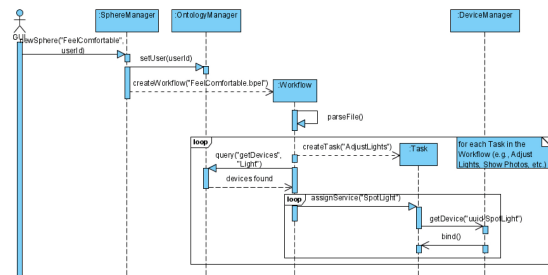 :SphereManager
:OntologyManager
:DeviceManager
GUI
newSphere("FeelComfortable",
userId)
setUser(userId)
createWorkflow("FeelComfortable.bpel")
:Workflow
parseFile()
loop
createTask("AdjustLights")
:Task
for each Task in the
Workflow (e.g., Adjust
Lights, Show Photos, etc.)
query("getDevices",
"Light")
devices found
loop
assignService("SpotLight")
getDevice("uuid-SpotLight")
bind()